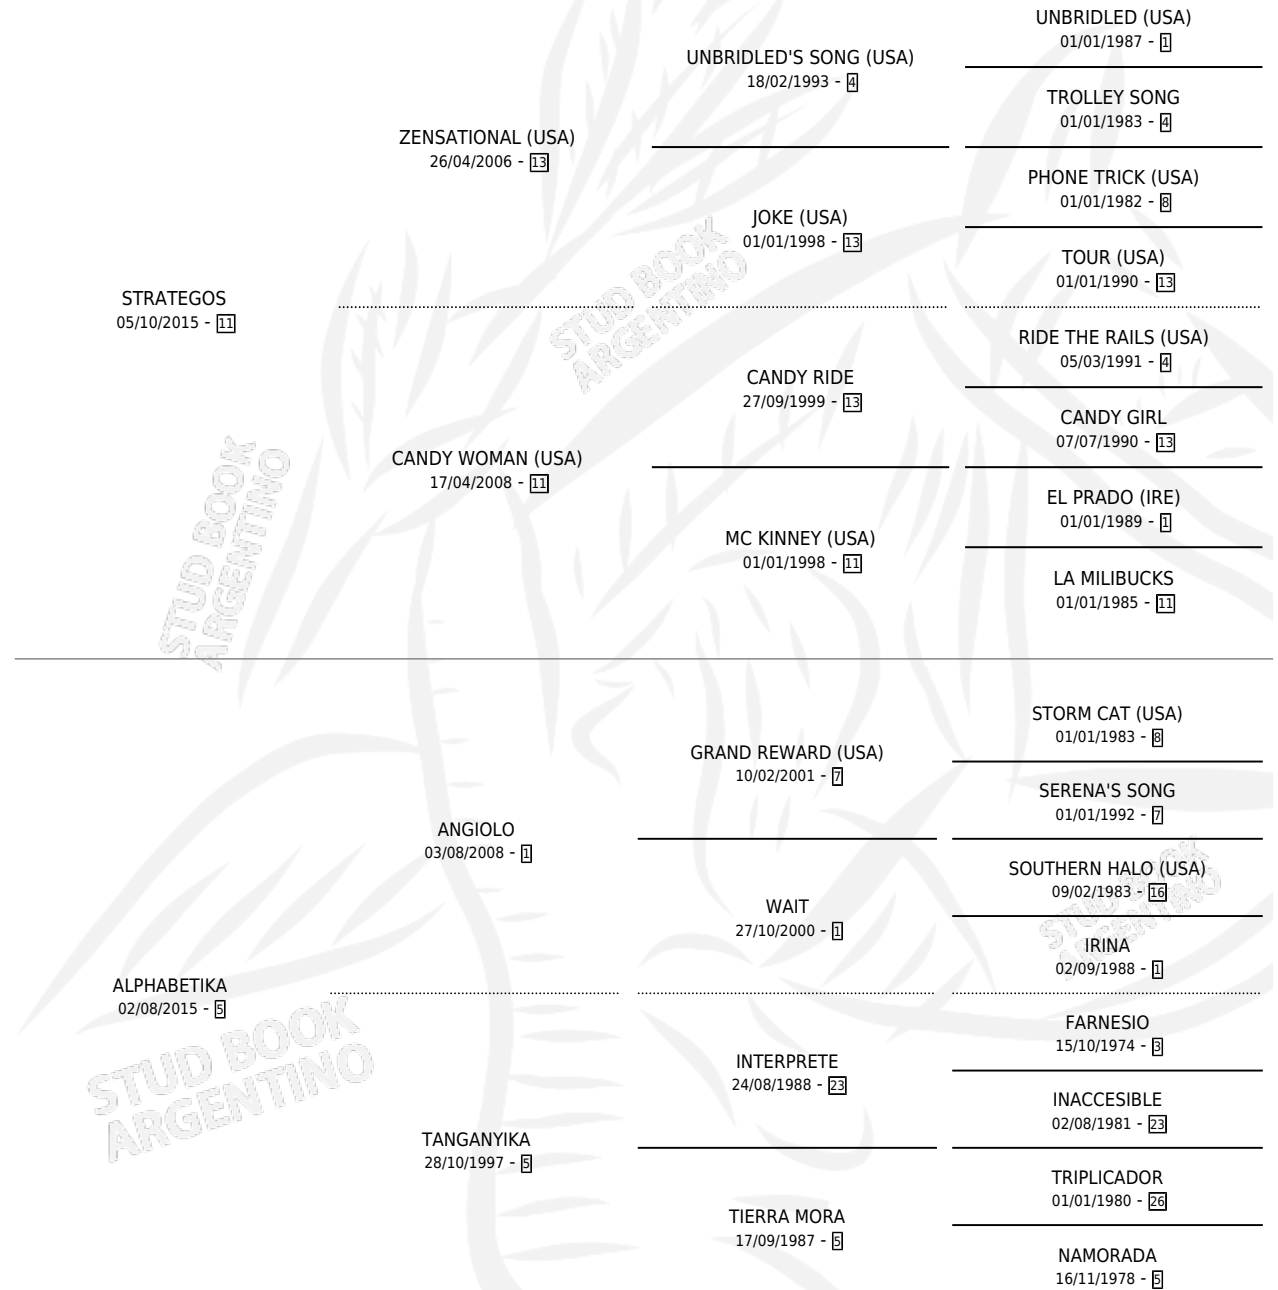 UNBRIDLED (USA)
01/01/1987 - 1
UNBRIDLED'S SONG (USA)
18/02/1993 - 4
TROLLEY SONG
01/01/1983 - 4
ZENSATIONAL (USA)
26/04/2006 - 13
PHONE TRICK (USA)
01/01/1982 - 8
JOKE (USA)
01/01/1998 - 13
TOUR (USA)
01/01/1990 - 13
STRATEGOS
05/10/2015 - 11
RIDE THE RAILS (USA)
05/03/1991 - 4
CANDY RIDE
27/09/1999 - 13
CANDY GIRL
07/07/1990 - 13
CANDY WOMAN (USA)
17/04/2008 - 11
EL PRADO (IRE)
01/01/1989 - 1
MC KINNEY (USA)
01/01/1998 - 11
LA MILIBUCKS
01/01/1985 - 11
STORM CAT (USA)
01/01/1983 - 8
GRAND REWARD (USA)
10/02/2001 - 7
SERENA'S SONG
01/01/1992 - 7
ANGIOLO
03/08/2008 - 1
SOUTHERN HALO (USA)
09/02/1983 - 16
WAIT
27/10/2000 - 1
IRINA
02/09/1988 - 1
ALPHABETIKA
02/08/2015 - 5
FARNESIO
15/10/1974 - 3
INTERPRETE
24/08/1988 - 23
INACCESIBLE
02/08/1981 - 23
TANGANYIKA
28/10/1997 - 5
TRIPLICADOR
01/01/1980 - 26
TIERRA MORA
17/09/1987 - 5
NAMORADA
16/11/1978 - 5
STUD BOOK
ARGENTINO
STUD BOOK
ARGENTINO
STUD BOOK
ARGENTINO
STUD BOOK
ARGENTINO